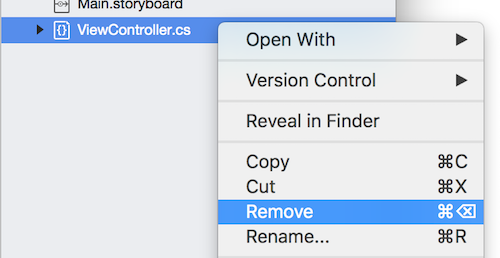 Main.storyboard
{} ViewController.cs
Open With
Version Control
Reveal in Finder
Copy ⌘C
Cut ⌘X
Remove ⌘⌫
Rename... ⌘R